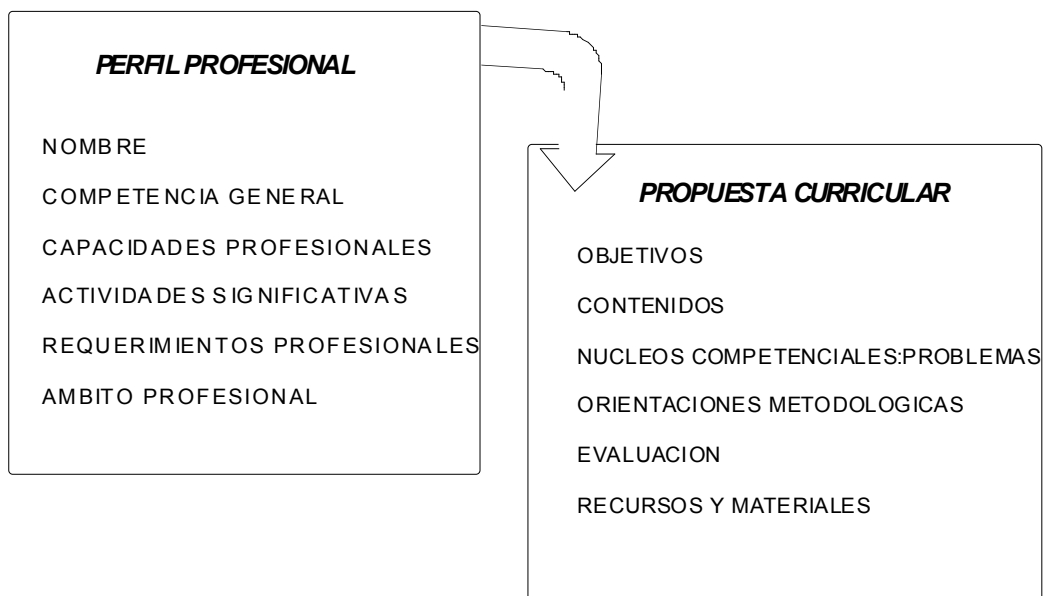 PERFIL PROFESIONAL
NOMBRE
COMPETENCIA GENERAL
CAPACIDADES PROFESIONALES
ACTIVIDADES SIGNIFICATIVAS
REQUERIMIENTOS PROFESIONALES
AMBITO PROFESIONAL
PROPUESTA CURRICULAR
OBJETIVOS
CONTENIDOS
NUCLEOS COMPETENCIALES:PROBLEMAS
ORIENTACIONES METODOLOGICAS
EVALUACION
RECURSOS Y MATERIALES